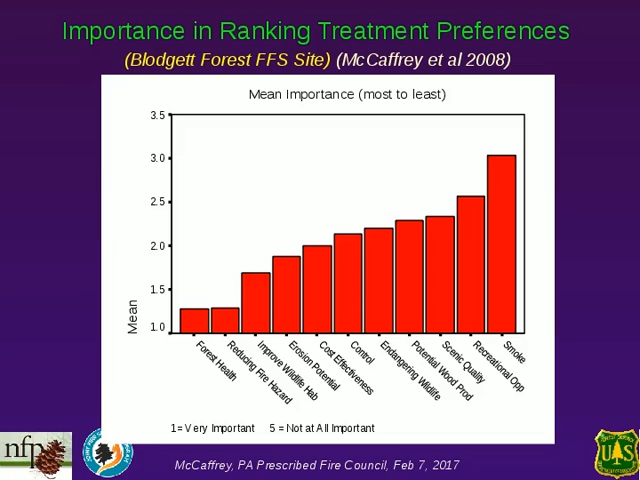 Importance in Ranking Treatment Preferences
(Blodgett Forest FFS Site) (McCaffrey et al 2008)
Mean Importance (most to least)
3.5
3.0
2.5
2.0
1.5
1.0
Mean
Forest Health
Reducing Fire Hazard
Improve Wildlife Hab
Erosion Potential
Cost Effectiveness
Control
Endangering Wildlife
Potential Wood Prod
Scenic Quality
Recreational Opp
Smoke
1= Very Important 5 = Not at All Important
nfp
McCaffrey, PA Prescribed Fire Council, Feb 7, 2017
US